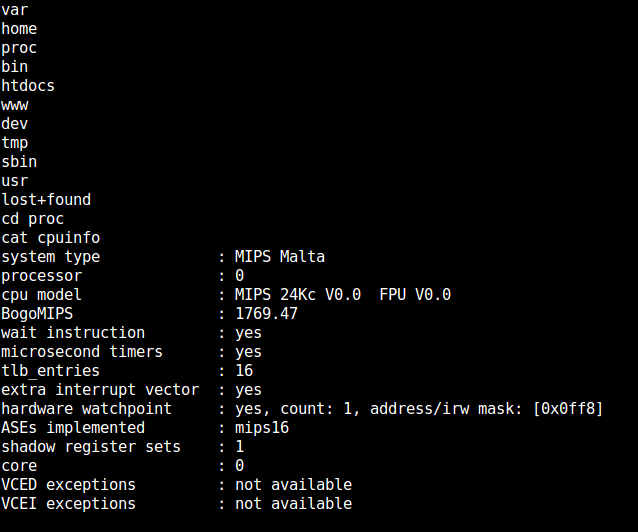 var
home
proc
bin
htdocs
www
dev
tmp
sbin
usr
lost+found
cd proc
cat cpuinfo
system type             : MIPS Malta
processor               : 0
cpu model               : MIPS 24Kc V0.0  FPU V0.0
BogoMIPS                : 1769.47
wait instruction        : yes
microsecond timers      : yes
tlb_entries             : 16
extra interrupt vector  : yes
hardware watchpoint     : yes, count: 1, address/irw mask: [0x0ff8]
ASEs implemented        : mips16
shadow register sets    : 1
core                    : 0
VCED exceptions         : not available
VCEI exceptions         : not available